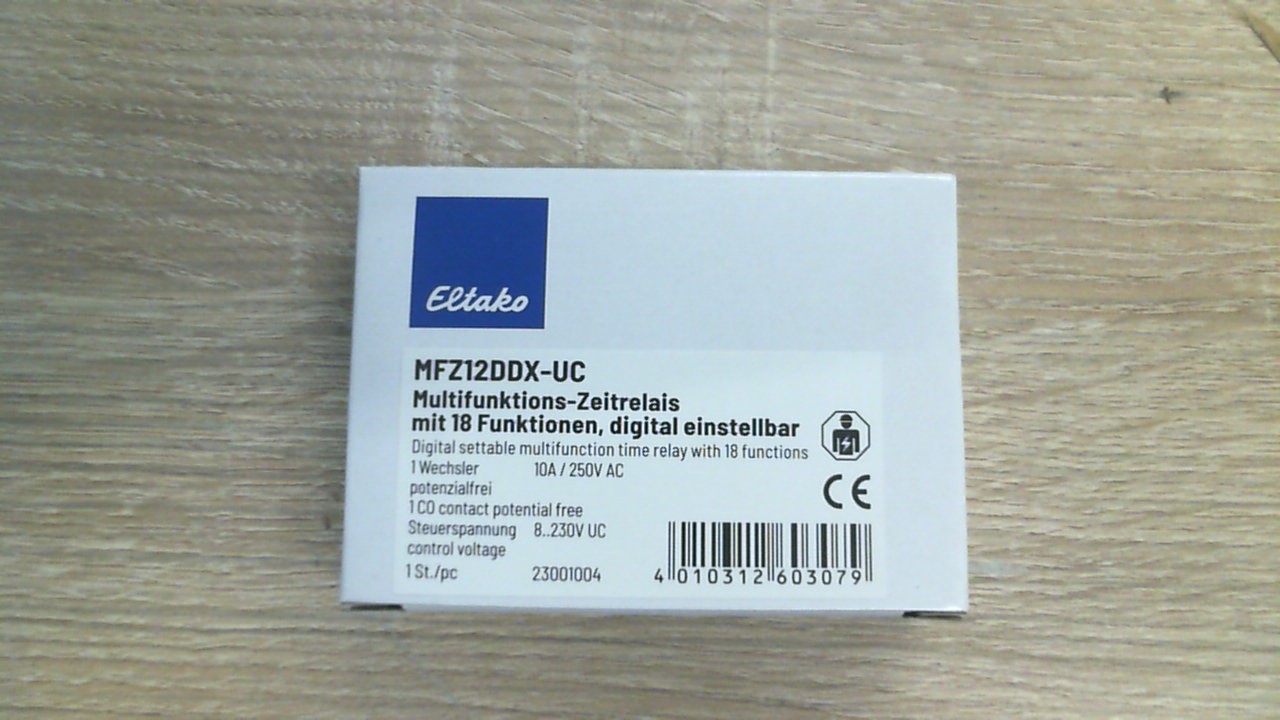 Eltako
MFZ12DDX-UC
Multifunktions-Zeitrelais
mit 18 Funktionen, digital einstellbar
Digital settable multifunction time relay with 18 functions
1 Wechsler 10A / 250V AC
potenzialfrei
1 CO contact potential free
Steuerspannung 8..230V UC
control voltage
1 St./pc 23001004
4 010312 603079
CE